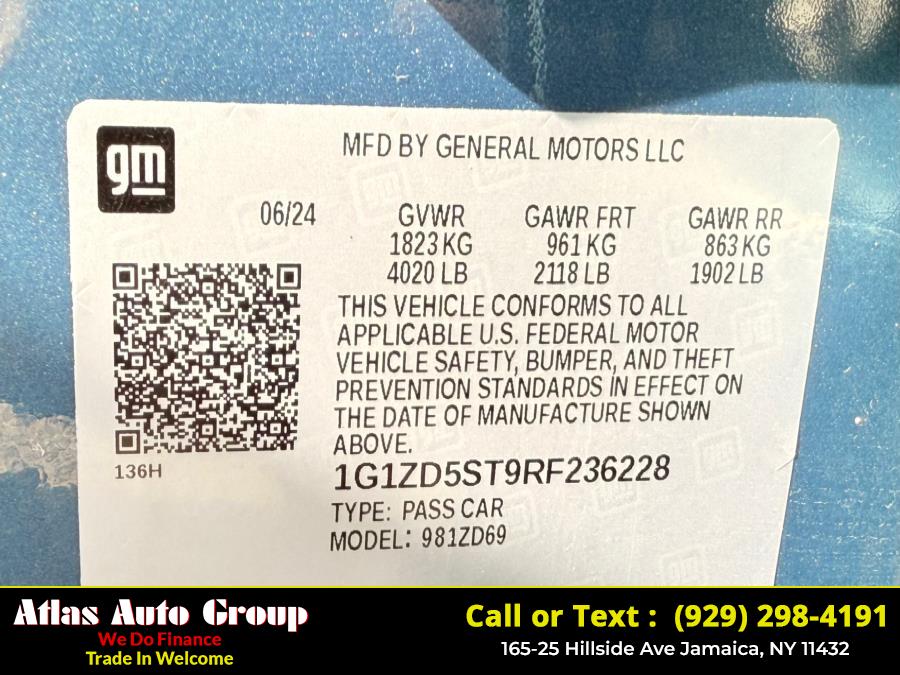 gm
MFD BY GENERAL MOTORS LLC
06/24 GVWR GAWR FRT GAWR RR
1823 KG 961 KG 863 KG
4020 LB 2118 LB 1902 LB
THIS VEHICLE CONFORMS TO ALL
APPLICABLE U.S. FEDERAL MOTOR
VEHICLE SAFETY, BUMPER, AND THEFT
PREVENTION STANDARDS IN EFFECT ON
THE DATE OF MANUFACTURE SHOWN
ABOVE.
136H
1G1ZD5ST9RF236228
TYPE: PASS CAR
MODEL: 981ZD69
Atlas Auto Group
We Do Finance
Trade In Welcome
Call or Text : (929) 298-4191
165-25 Hillside Ave Jamaica, NY 11432